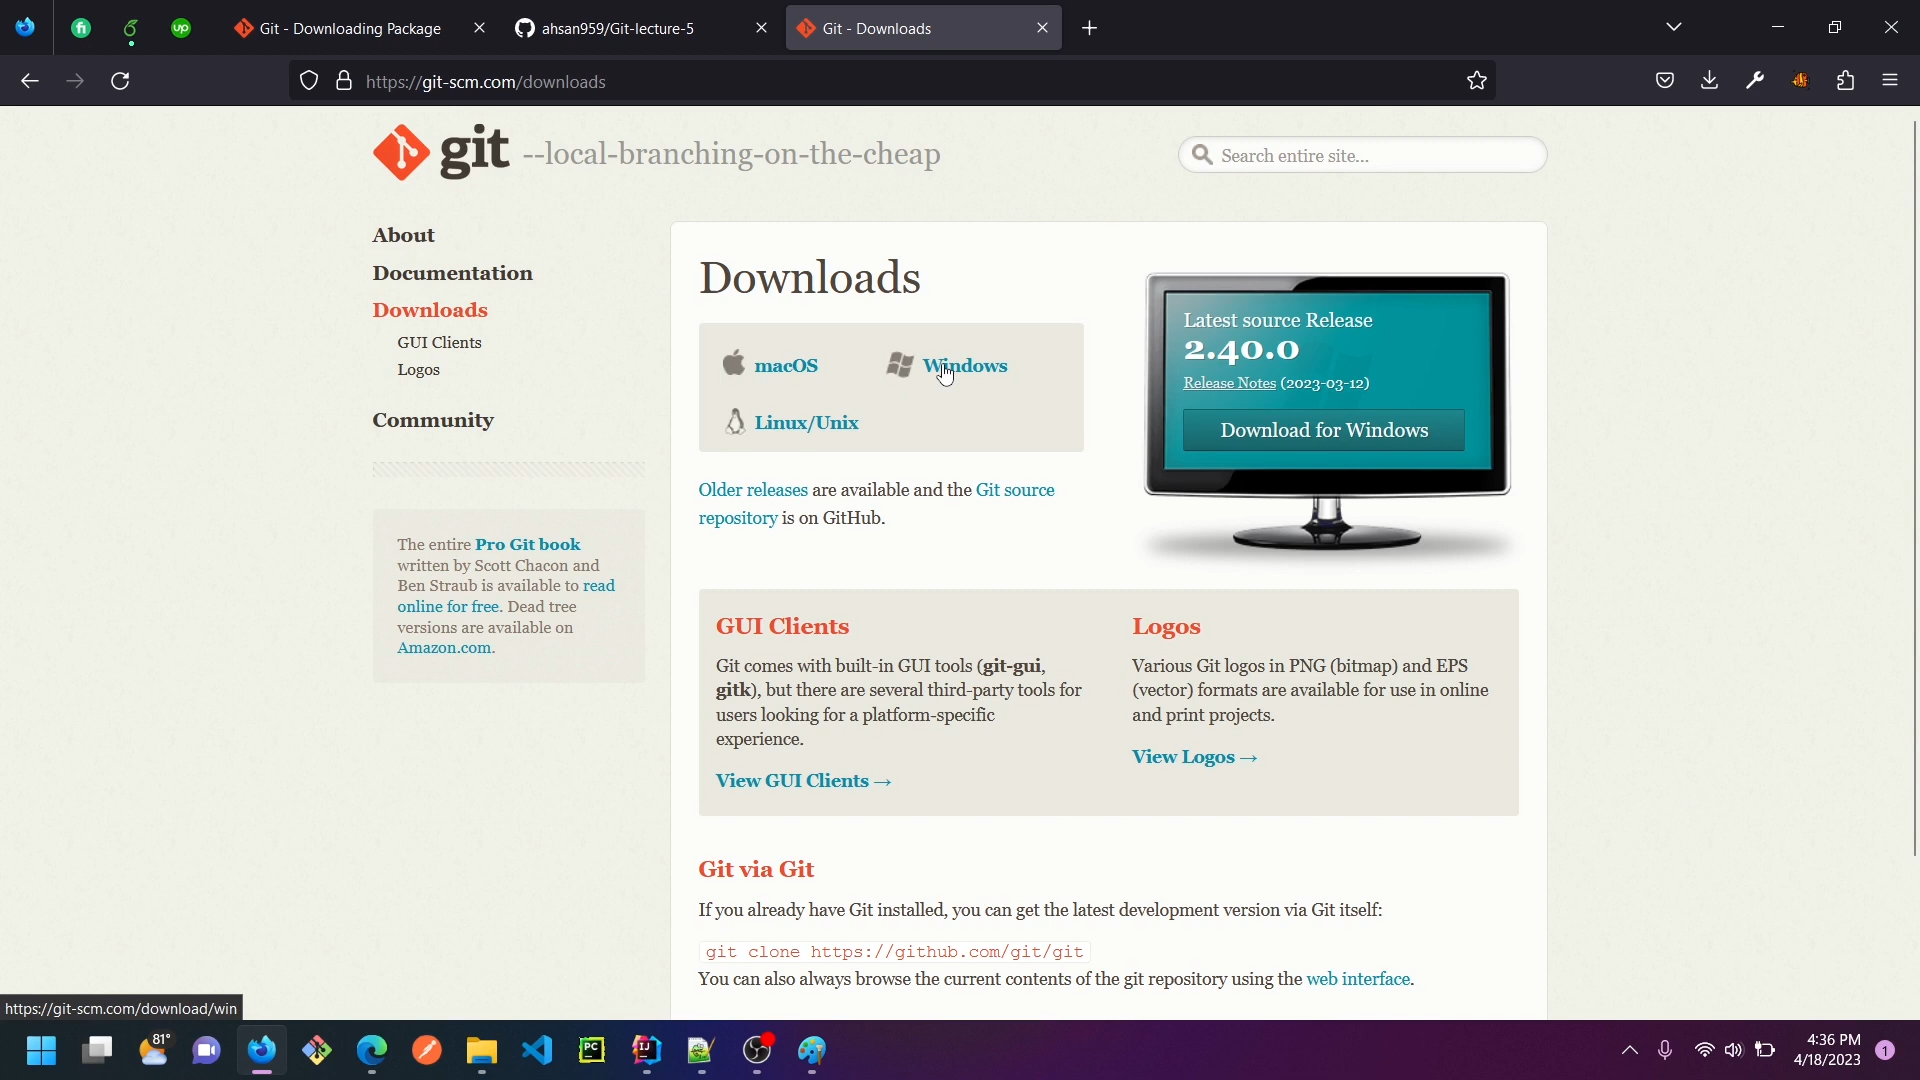 Git - Downloading Package
ahsan959/Git-lecture-5
Git - Downloads
https://git-scm.com/downloads
git --local-branching-on-the-cheap
Search entire site...
About
Documentation
Downloads
GUI Clients
Logos
Community
The entire Pro Git book
written by Scott Chacon and
Ben Straub is available to read
online for free. Dead tree
versions are available on
Amazon.com.
Downloads
macOS
Windows
Linux/Unix
Older releases are available and the Git source
repository is on GitHub.
Latest source Release
2.40.0
Release Notes (2023-03-12)
Download for Windows
GUI Clients
Git comes with built-in GUI tools (git-gui,
gitk), but there are several third-party tools for
users looking for a platform-specific
experience.
View GUI Clients →
Logos
Various Git logos in PNG (bitmap) and EPS
(vector) formats are available for use in online
and print projects.
View Logos →
Git via Git
If you already have Git installed, you can get the latest development version via Git itself:
git clone https://github.com/git/git
You can also always browse the current contents of the git repository using the web interface.
https://git-scm.com/download/win
81°
4:36 PM
4/18/2023
1
fi
up
PC
IJ